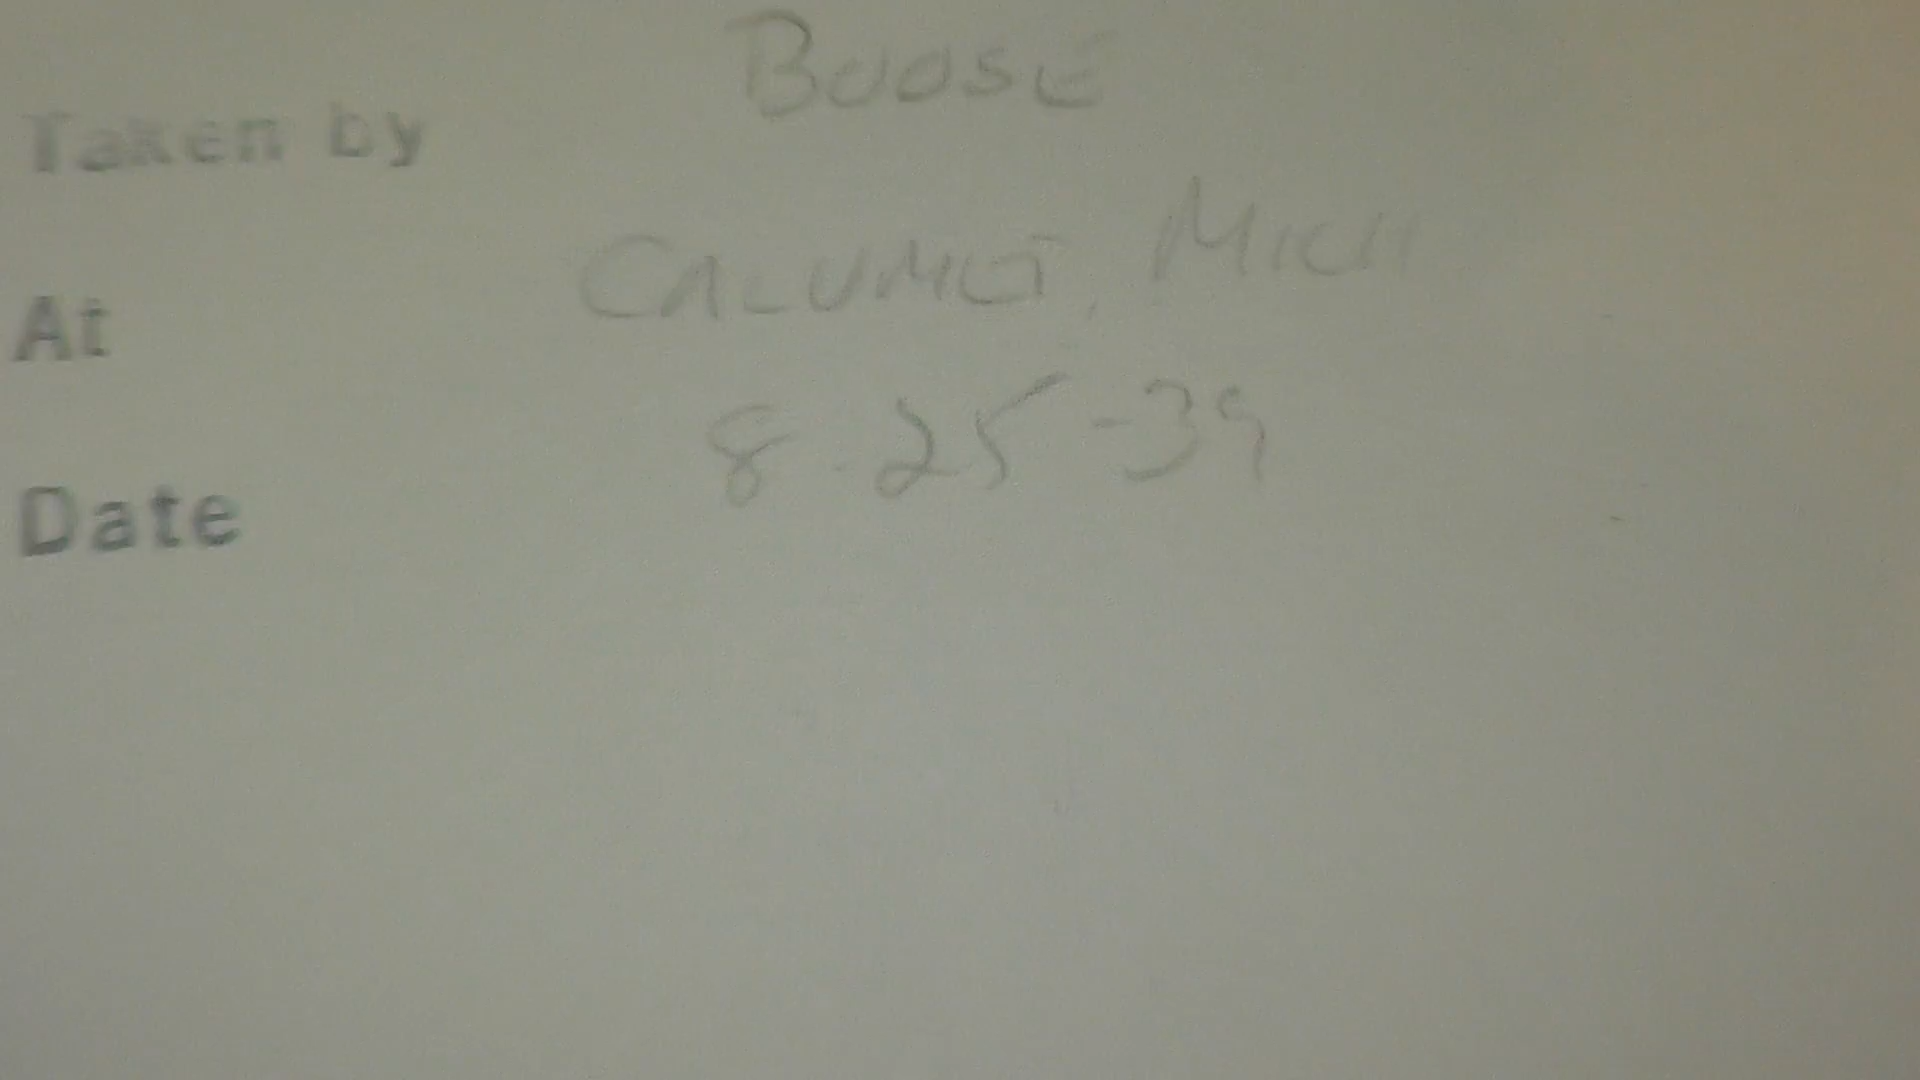 Taken by BOOSE
At CALUMET, MICH
Date 8-25-39